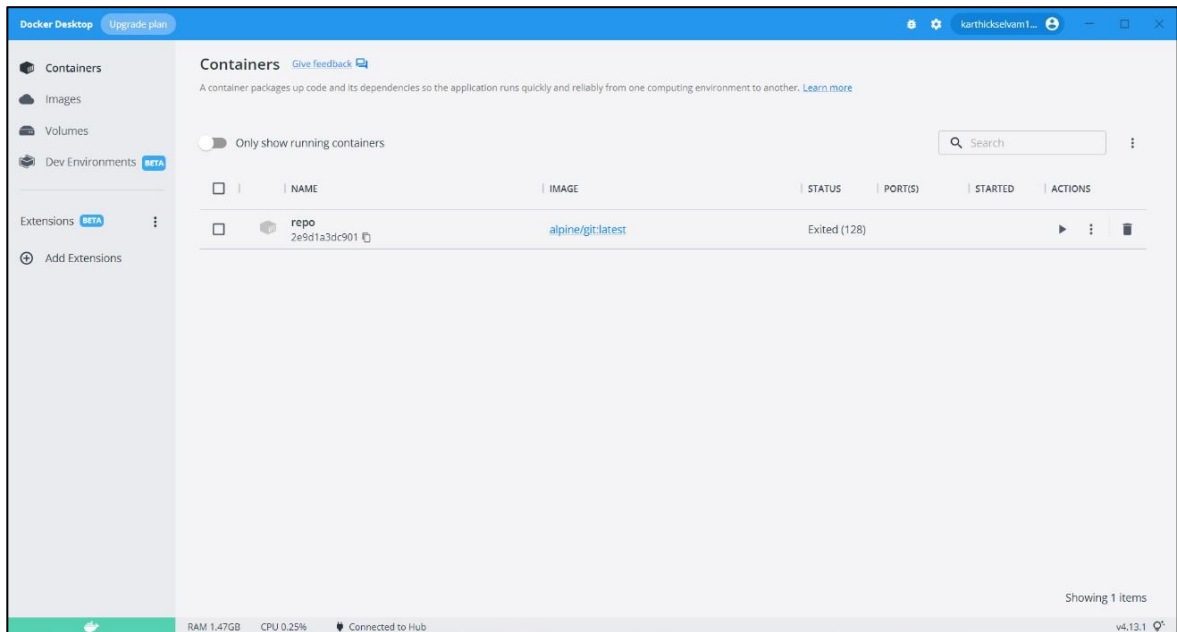 Docker Desktop Upgrade plan karthickselvam1...
Containers
Images
Volumes
Dev Environments BETA
Extensions BETA
Add Extensions
Containers Give feedback
A container packages up code and its dependencies so the application runs quickly and reliably from one computing environment to another. Learn more
Only show running containers Search
NAME IMAGE STATUS PORT(S) STARTED ACTIONS
repo alpine/git:latest Exited (128)
2e9d1a3dc901
Showing 1 items
RAM 1.47GB CPU 0.25% Connected to Hub v4.13.1